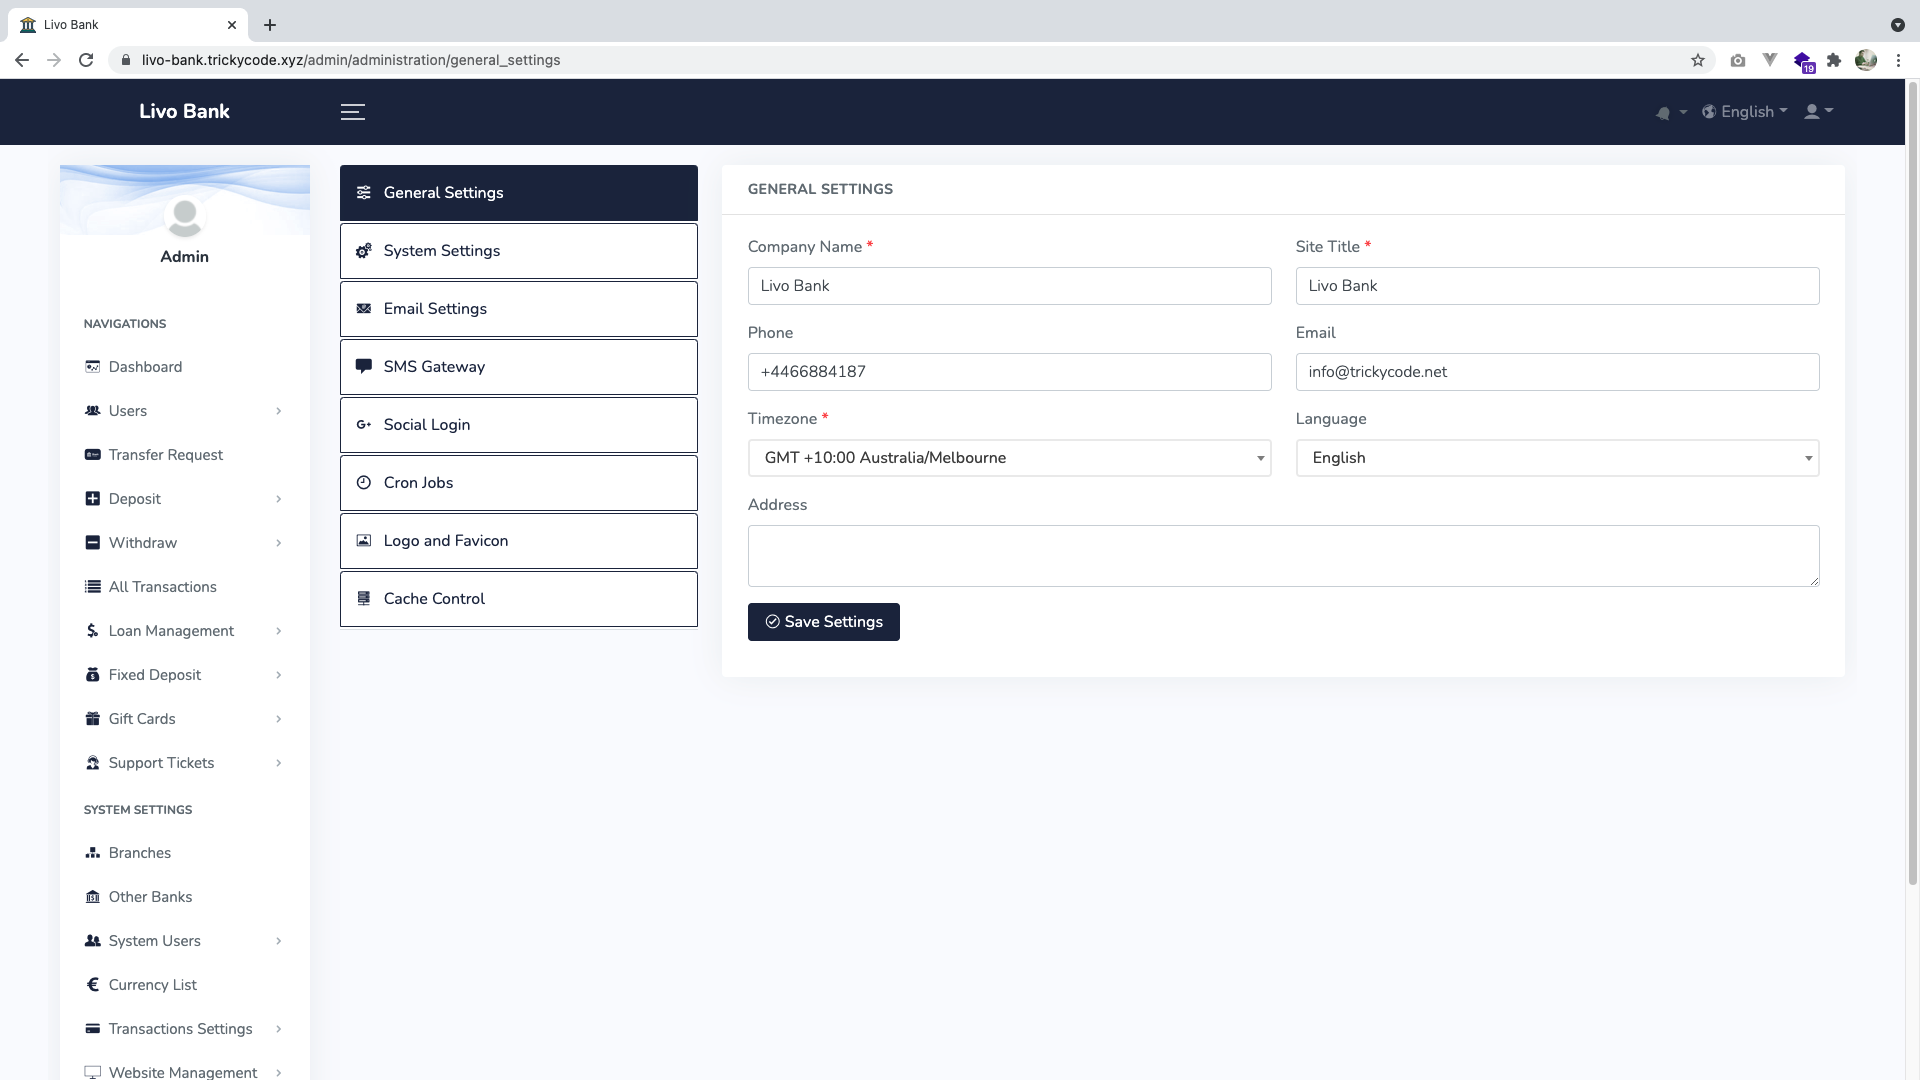 Livo Bank
livo-bank.trickycode.xyz/admin/administration/general_settings
19
Livo Bank
English
Admin
NAVIGATIONS
Dashboard
Users
Transfer Request
Deposit
Withdraw
All Transactions
Loan Management
Fixed Deposit
Gift Cards
Support Tickets
SYSTEM SETTINGS
Branches
Other Banks
System Users
Currency List
Transactions Settings
Website Management
General Settings
System Settings
Email Settings
SMS Gateway
Social Login
Cron Jobs
Logo and Favicon
Cache Control
GENERAL SETTINGS
Company Name *
Livo Bank
Site Title *
Livo Bank
Phone
+4466884187
Email
info@trickycode.net
Timezone *
GMT +10:00 Australia/Melbourne
Language
English
Address
Save Settings